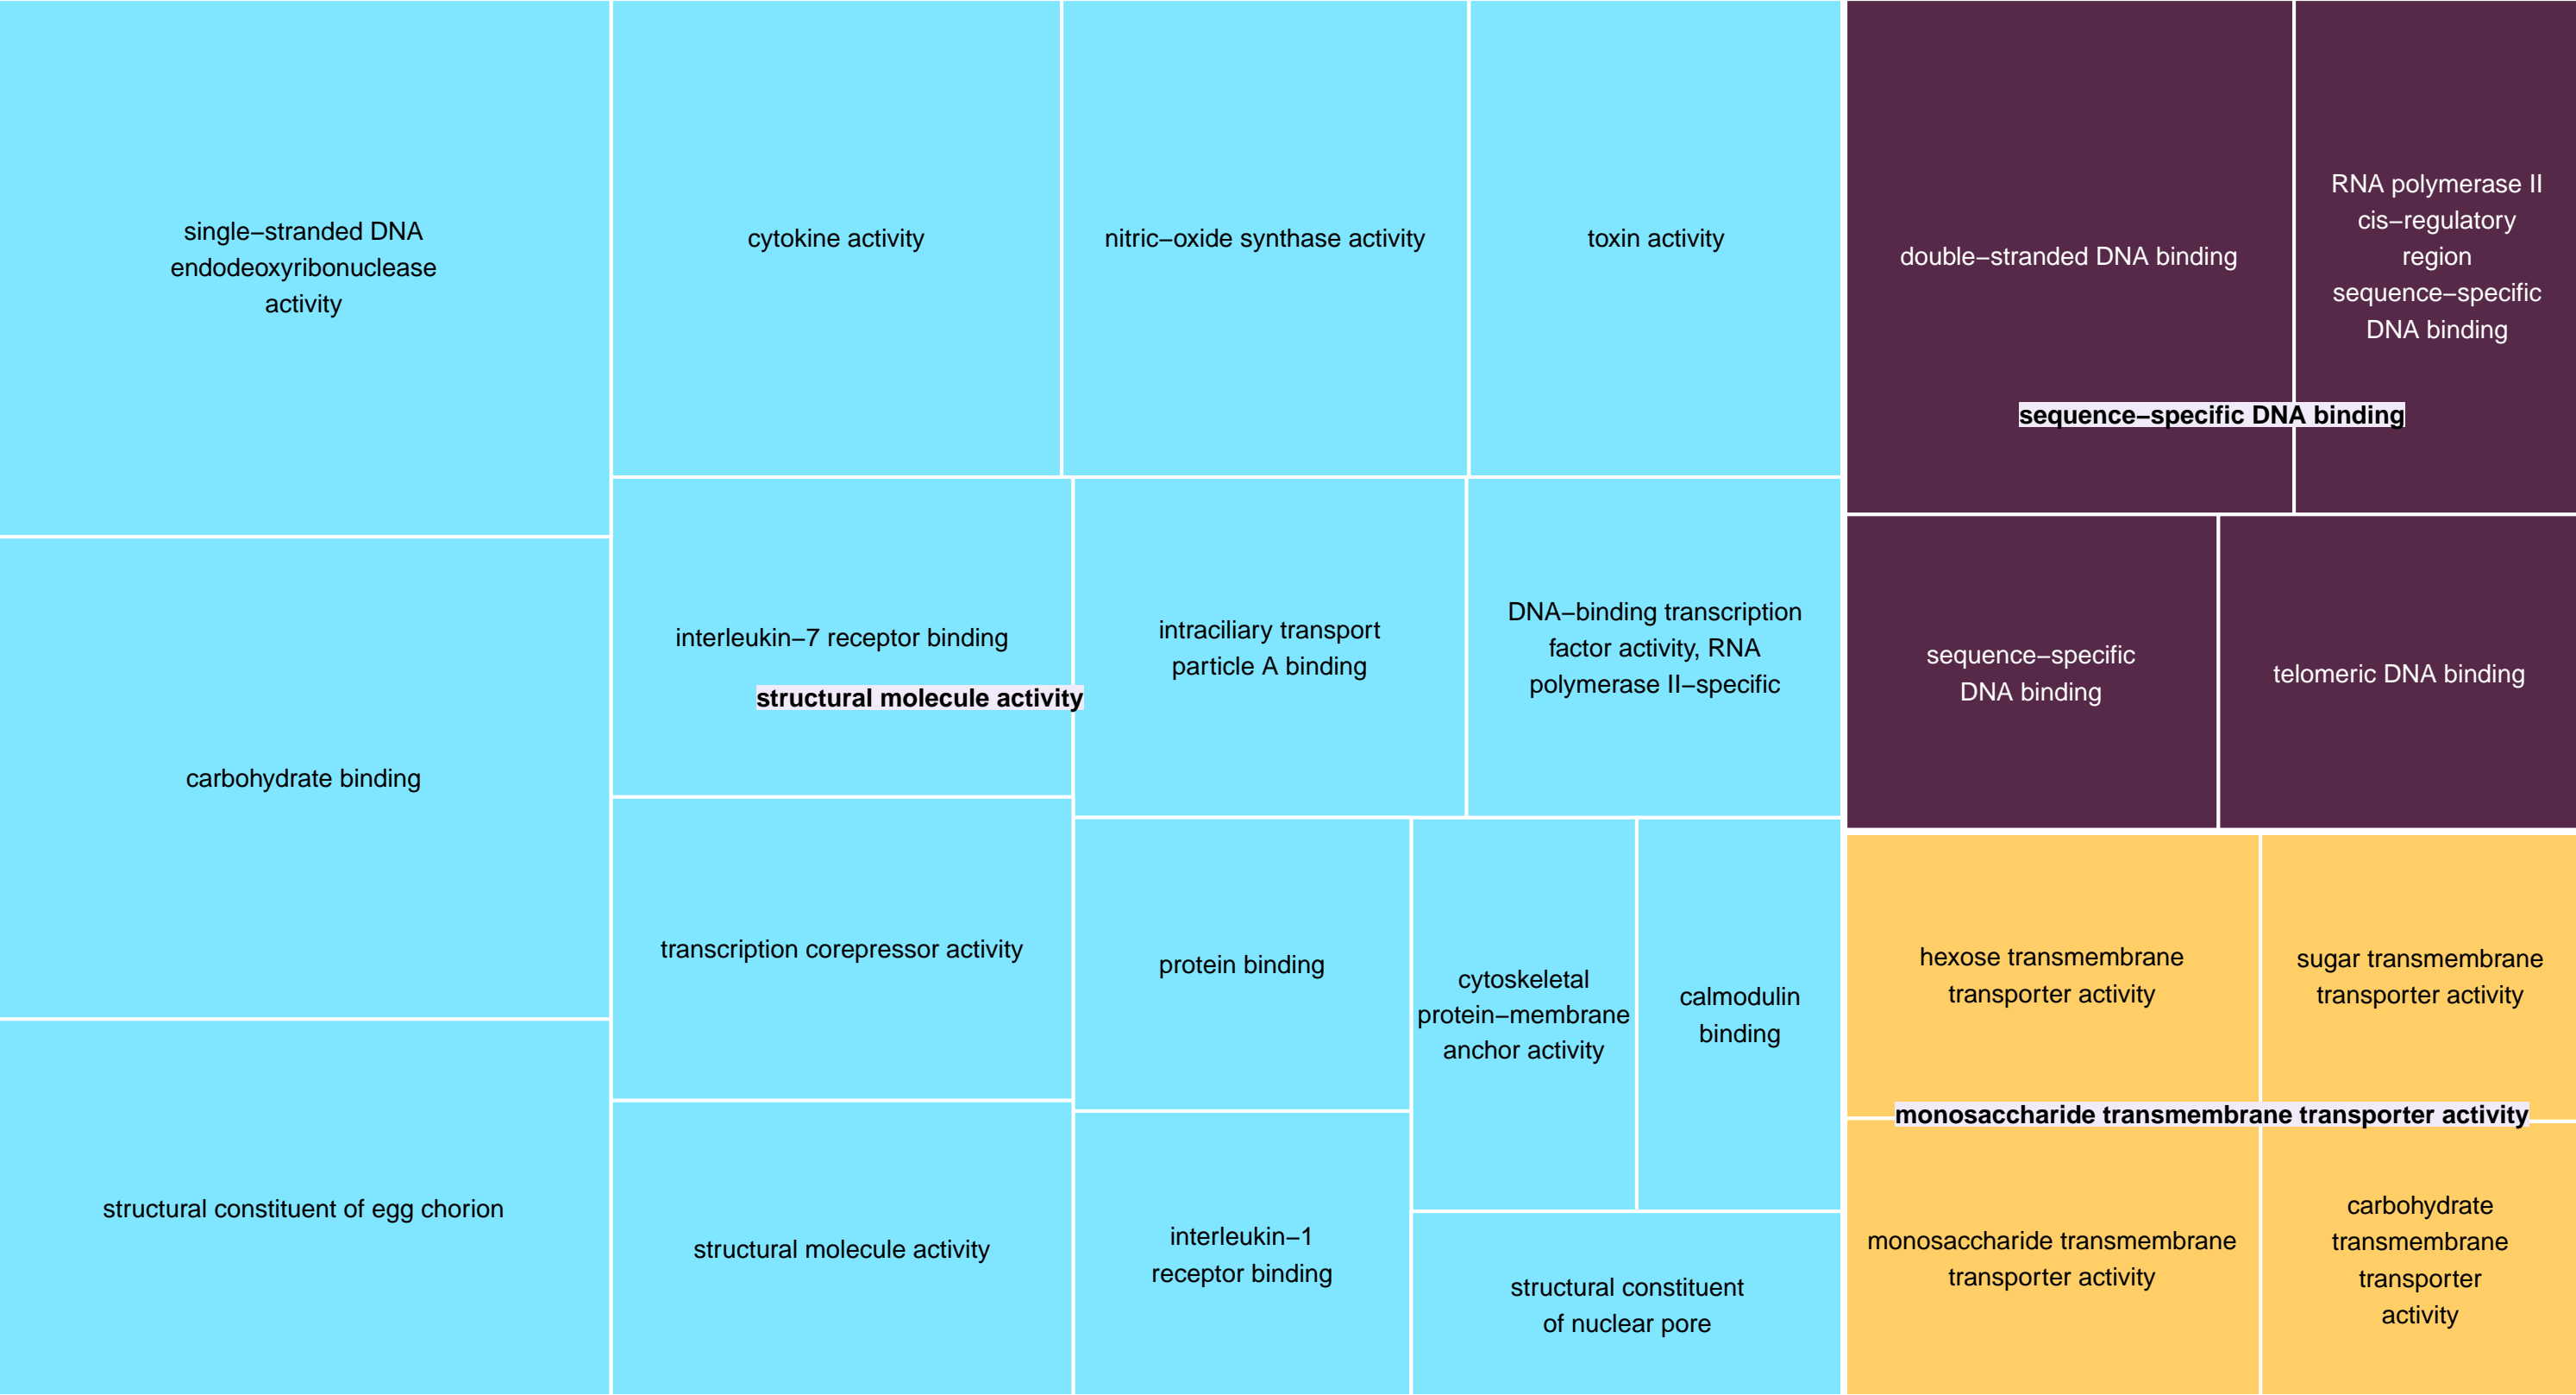 single−stranded DNA
endodeoxyribonuclease
activity
cytokine activity
nitric−oxide synthase activity
toxin activity
double−stranded DNA binding
RNA polymerase II
cis−regulatory
region
sequence−specific
DNA binding
sequence−specific DNA binding
carbohydrate binding
interleukin−7 receptor binding
intraciliary transport
particle A binding
DNA−binding transcription
factor activity, RNA
polymerase II−specific
structural molecule activity
sequence−specific
DNA binding
telomeric DNA binding
transcription corepressor activity
protein binding
cytoskeletal
protein−membrane
anchor activity
calmodulin
binding
hexose transmembrane
transporter activity
sugar transmembrane
transporter activity
monosaccharide transmembrane transporter activity
structural constituent of egg chorion
structural molecule activity
interleukin−1
receptor binding
structural constituent
of nuclear pore
monosaccharide transmembrane
transporter activity
carbohydrate
transmembrane
transporter
activity